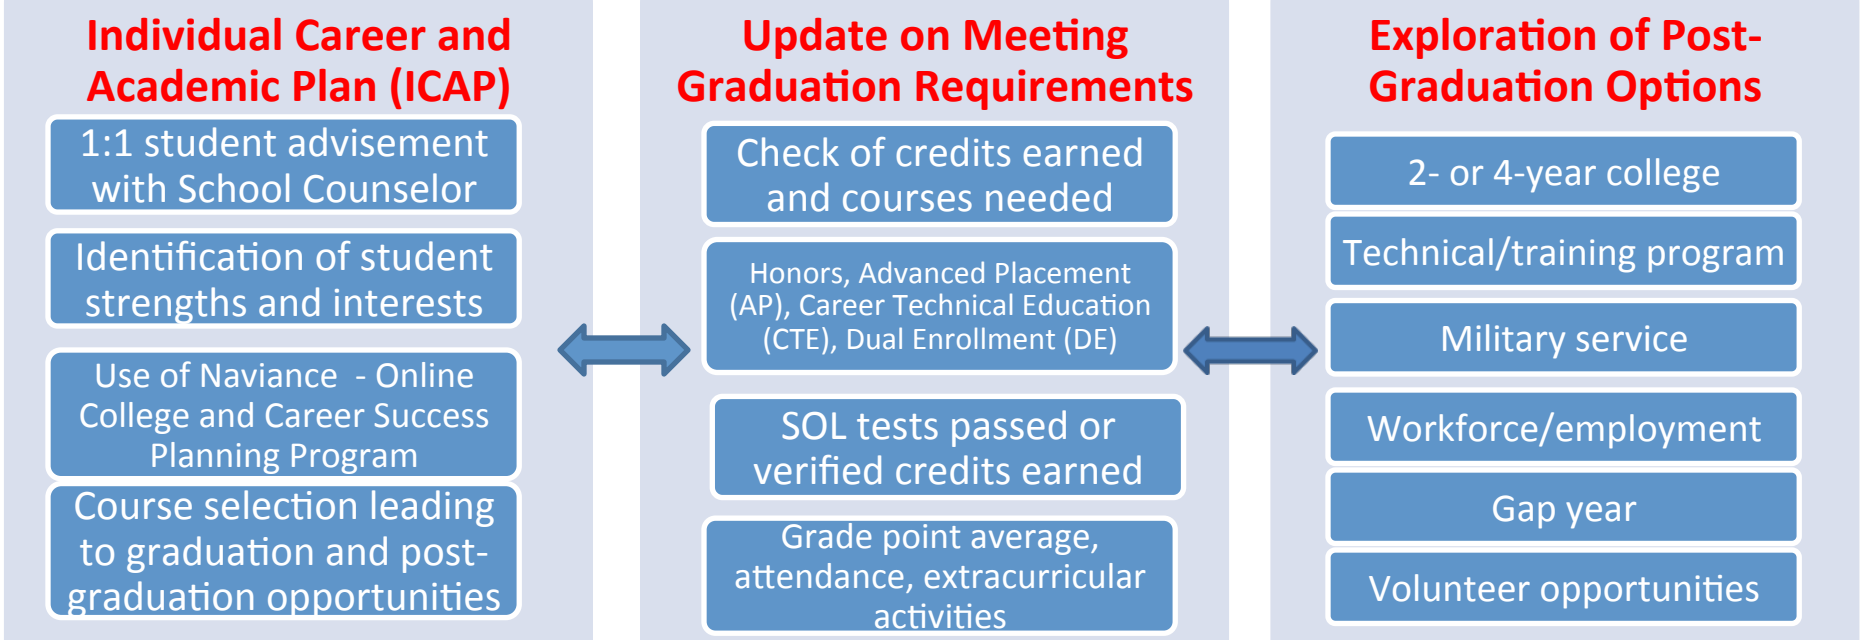 Individual Career and
Academic Plan (ICAP)
1:1 student advisement
with School Counselor
Identification of student
strengths and interests
Use of Naviance - Online
College and Career Success
Planning Program
Course selection leading
to graduation and post-
graduation opportunities
Update on Meeting
Graduation Requirements
Check of credits earned
and courses needed
Honors, Advanced Placement
(AP), Career Technical Education
(CTE), Dual Enrollment (DE)
SOL tests passed or
verified credits earned
Grade point average,
attendance, extracurricular
activities
Exploration of Post-
Graduation Options
2- or 4-year college
Technical/training program
Military service
Workforce/employment
Gap year
Volunteer opportunities